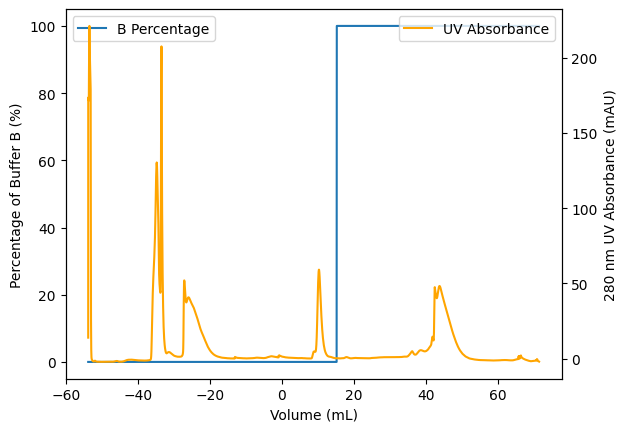 B Percentage
UV Absorbance
100
80
60
40
20
0
200
150
100
50
0
Percentage of Buffer B (%)
280 nm UV Absorbance (mAU)
−60 −40 −20 0 20 40 60
Volume (mL)